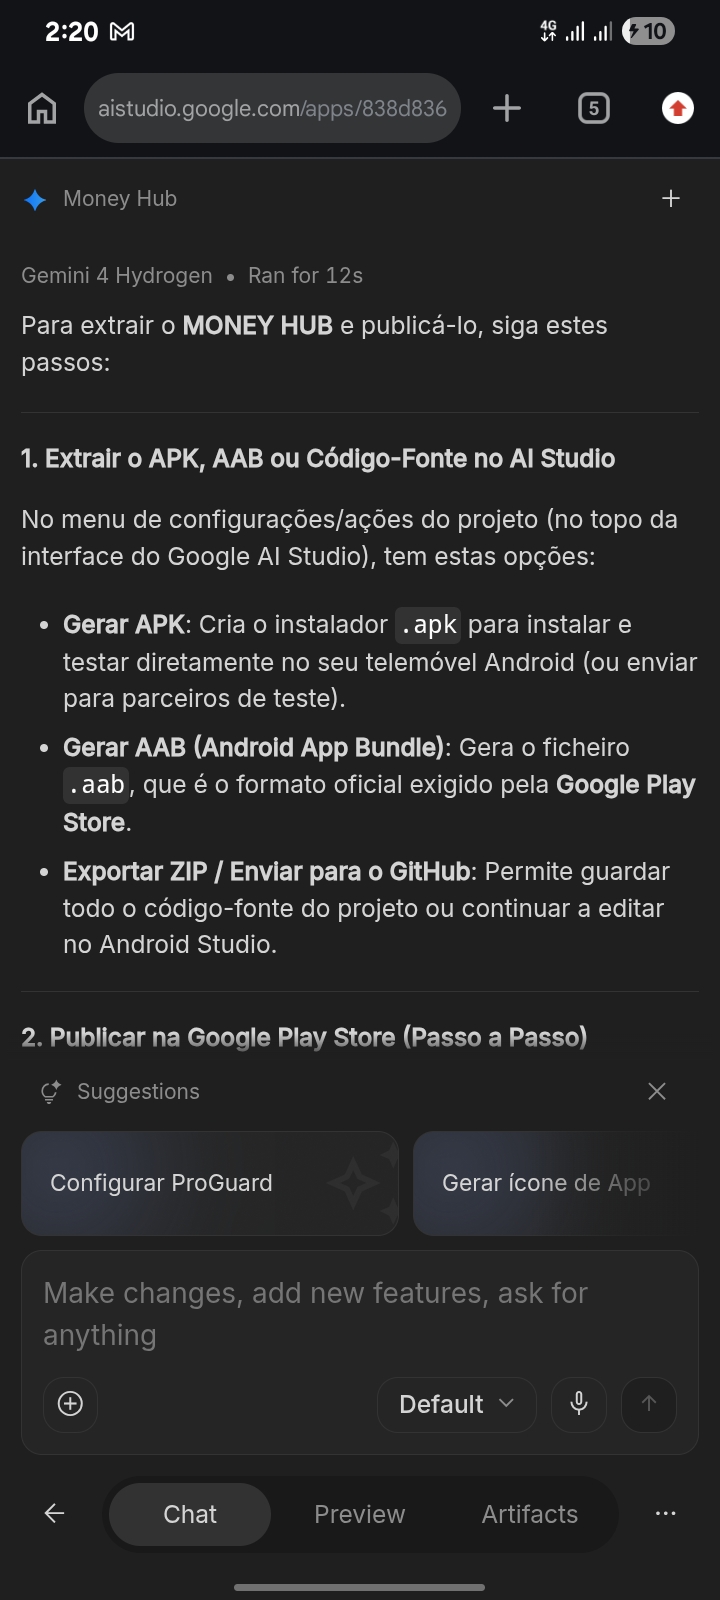 2:20
4G
10
aistudio.google.com/apps/838d836
5
Money Hub
Gemini 4 Hydrogen • Ran for 12s
Para extrair o MONEY HUB e publicá-lo, siga estes
passos:
1. Extrair o APK, AAB ou Código-Fonte no AI Studio
No menu de configurações/ações do projeto (no topo da
interface do Google AI Studio), tem estas opções:
• Gerar APK: Cria o instalador .apk para instalar e
testar diretamente no seu telemóvel Android (ou enviar
para parceiros de teste).
• Gerar AAB (Android App Bundle): Gera o ficheiro
.aab, que é o formato oficial exigido pela Google Play
Store.
• Exportar ZIP / Enviar para o GitHub: Permite guardar
todo o código-fonte do projeto ou continuar a editar
no Android Studio.
2. Publicar na Google Play Store (Passo a Passo)
Suggestions
Configurar ProGuard
Gerar ícone de App
Make changes, add new features, ask for
anything
Default
Chat
Preview
Artifacts